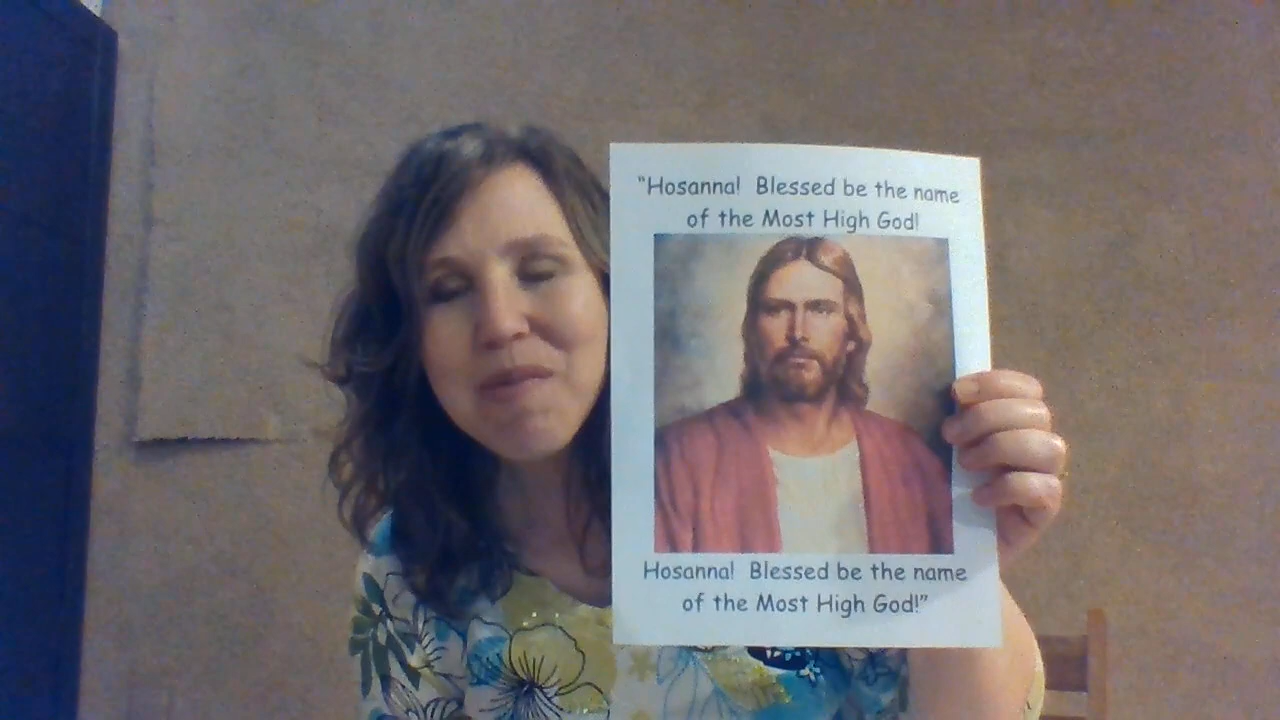 "Hosanna!  Blessed be the name
of the Most High God!
Hosanna!  Blessed be the name
of the Most High God!"